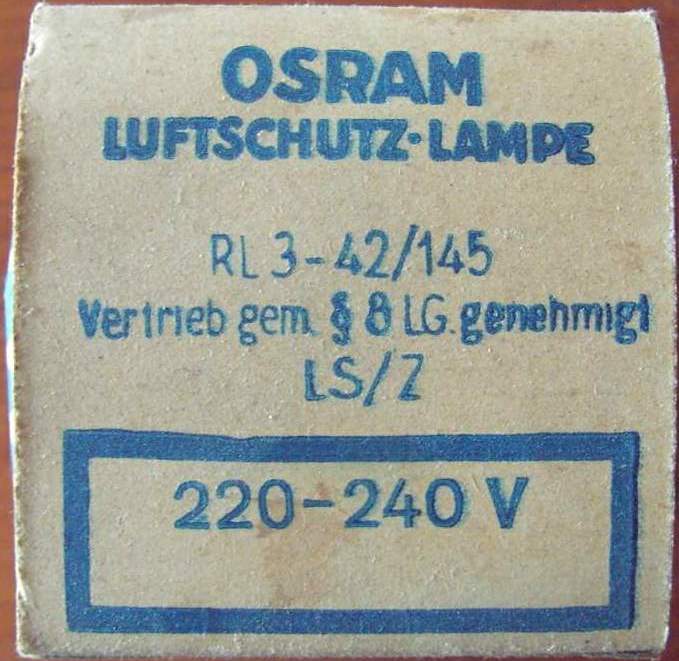 OSRAM
LUFTSCHUTZ-LAMPE
RL 3-42/145
Vertrieb gem. § 8 LG. genehmigt
LS/Z
220-240 V